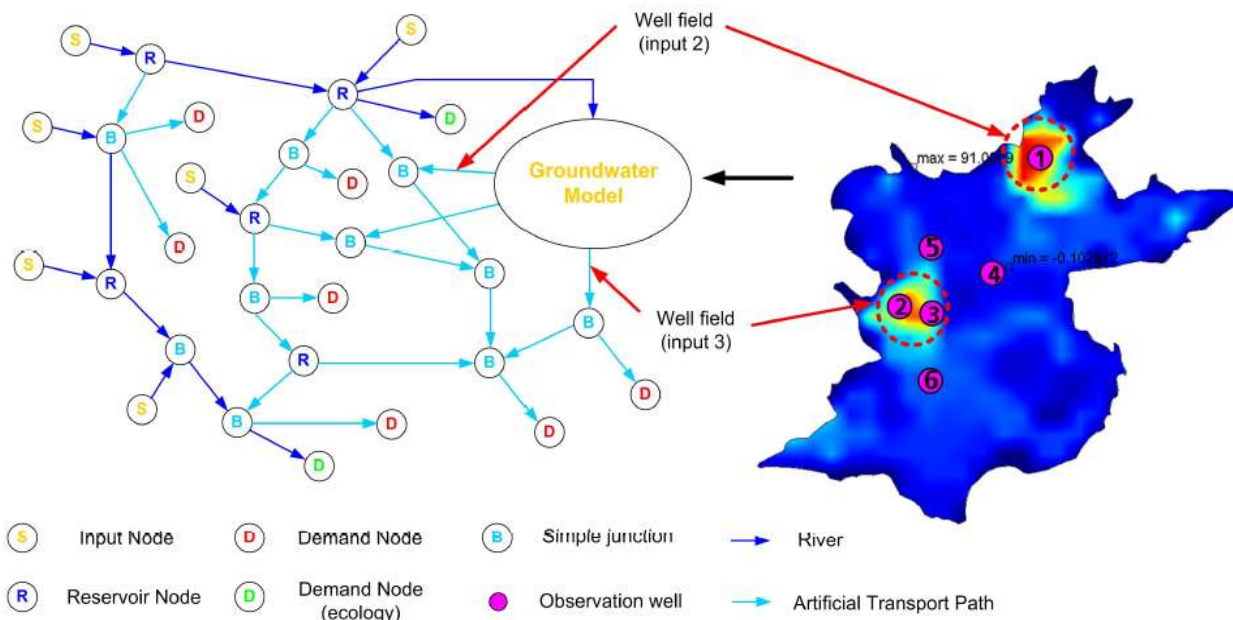 S
S
Well field
(input 2)
R
R
S
B
D
D
B
D
B
Groundwater
Model
S
R
B
D
max = 91.0
1
5
min = -0.102612
4
S
R
B
B
D
2
3
B
Well field
(input 3)
B
R
B
6
S
B
D
D
D
D
S
Input Node
D
Demand Node
B
Simple junction
River
R
Reservoir Node
D
Demand Node
(ecology)
Observation well
Artificial Transport Path